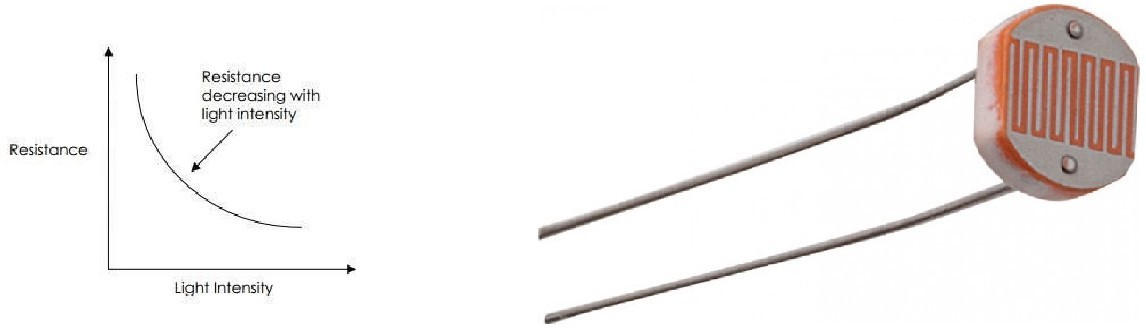 Resistance
decreasing with
light intensity
Resistance
Light Intensity